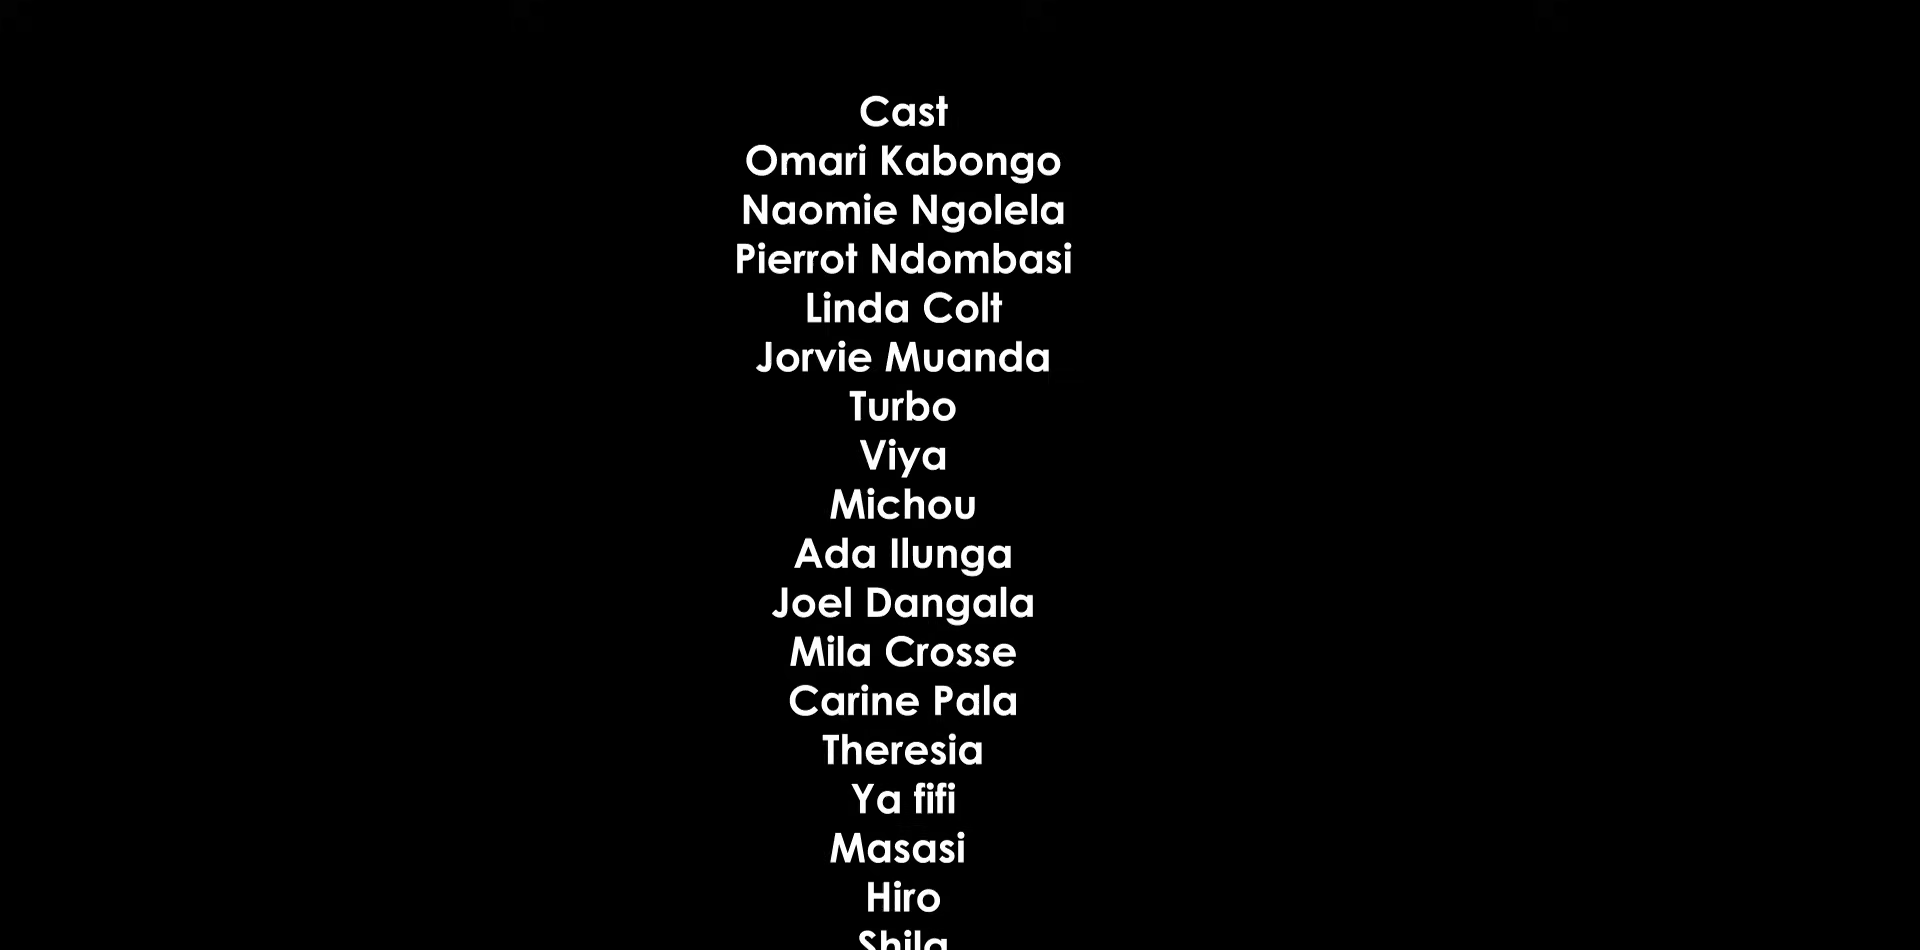 Cast
Omari Kabongo
Naomie Ngolela
Pierrot Ndombasi
Linda Colt
Jorvie Muanda
Turbo
Viya
Michou
Ada Ilunga
Joel Dangala
Mila Crosse
Carine Pala
Theresia
Ya fifi
Masasi
Hiro
Shila